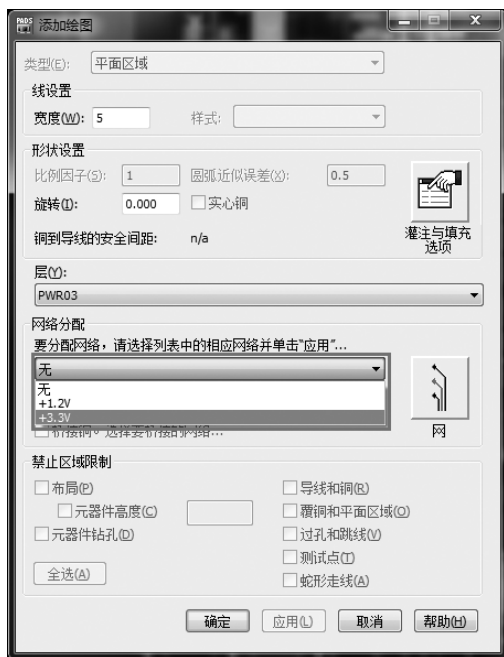 PADS 添加绘图
类型(E): 平面区域
线设置
宽度(W): 5 样式:
形状设置
比例因子(S): 1 圆弧近似误差(X): 0.5
旋转(I): 0.000 实心铜
铜到导线的安全间距: n/a
灌注与填充
选项
层(Y):
PWR03
网络分配
要分配网络，请选择列表中的相应网络并单击“应用”...
无
无
+1.2V
+3.3V
网
禁止区域限制
布局(P) 导线和铜(R)
元器件高度(C) 覆铜和平面区域(O)
元器件钻孔(D) 过孔和跳线(V)
测试点(T)
全选(A) 蛇形走线(A)
确定 应用(L) 取消 帮助(H)